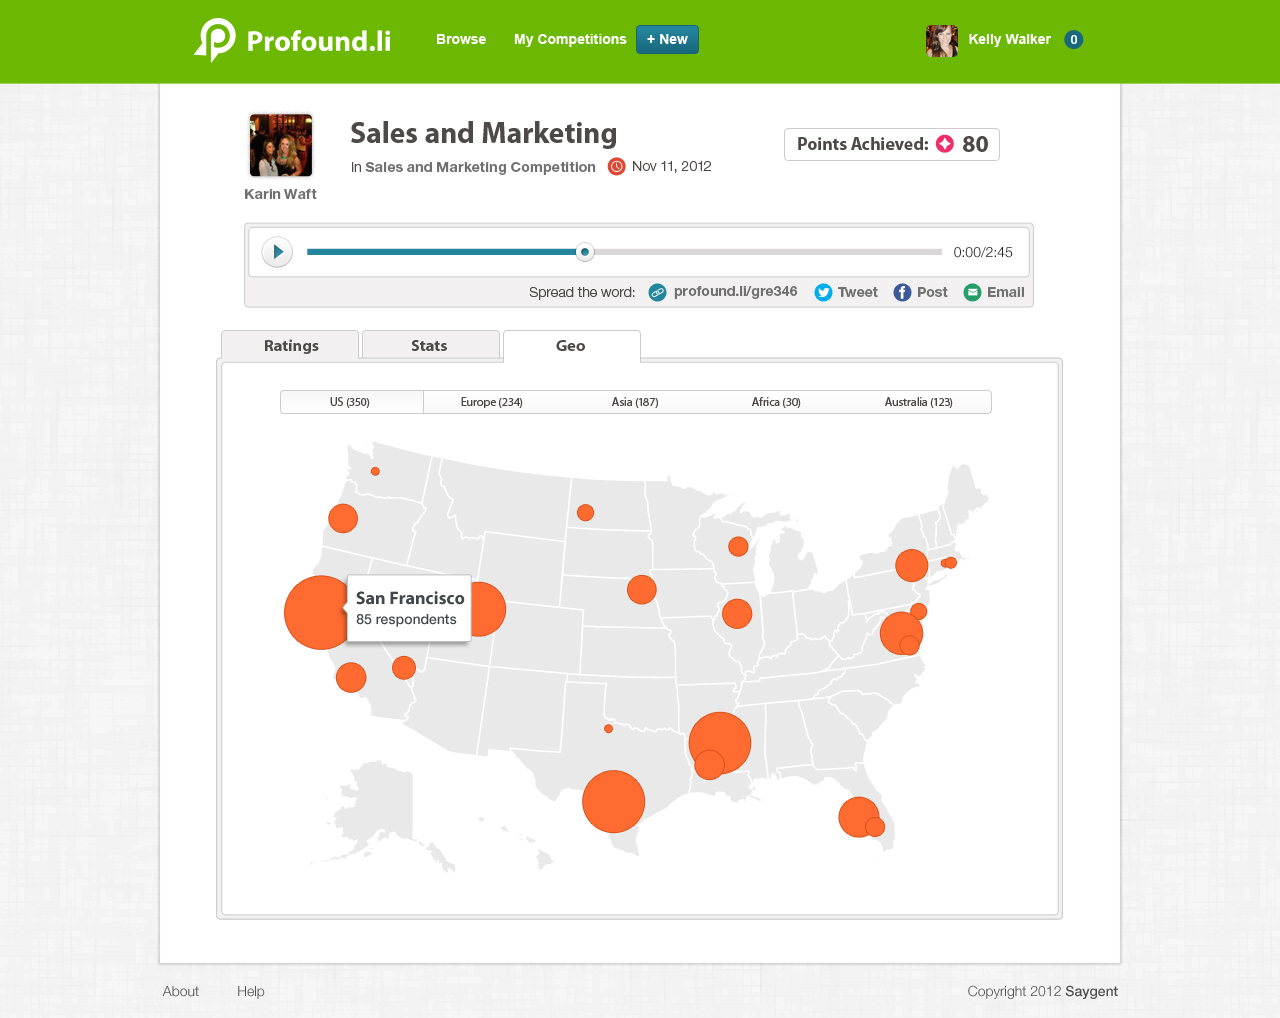 Profound.li
Browse
My Competitions
+ New
Kelly Walker
0
Sales and Marketing
In Sales and Marketing Competition
Nov 11, 2012
Points Achieved:
80
Karin Waft
0:00/2:45
Spread the word:
profound.li/gre346
Tweet
Post
Email
Ratings
Stats
Geo
US (350)
Europe (234)
Asia (187)
Africa (30)
Australia (123)
San Francisco
85 respondents
About
Help
Copyright 2012 Saygent